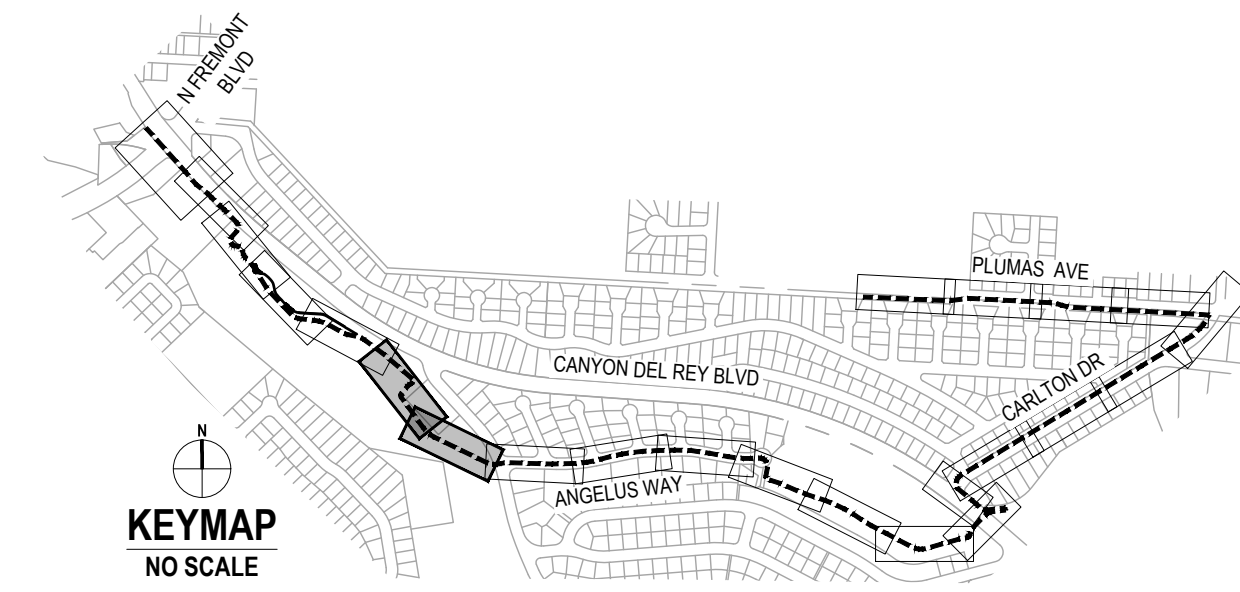 N FREMONT
BLVD
PLUMAS AVE
CANYON DEL REY BLVD
CARLTON DR
ANGELUS WAY
N
KEYMAP
NO SCALE